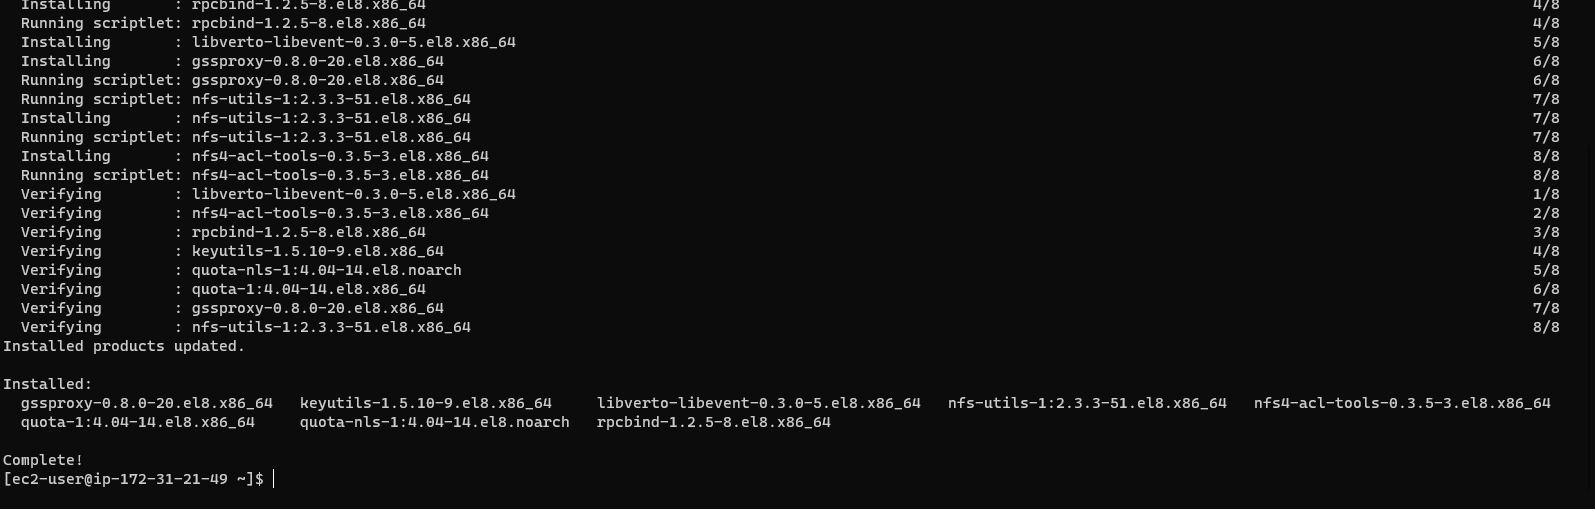 Installing       : rpcbind-1.2.5-8.el8.x86_64 4/8
Running scriptlet: rpcbind-1.2.5-8.el8.x86_64 4/8
Installing       : libverto-libevent-0.3.0-5.el8.x86_64 5/8
Installing       : gssproxy-0.8.0-20.el8.x86_64 6/8
Running scriptlet: gssproxy-0.8.0-20.el8.x86_64 6/8
Running scriptlet: nfs-utils-1:2.3.3-51.el8.x86_64 7/8
Installing       : nfs-utils-1:2.3.3-51.el8.x86_64 7/8
Running scriptlet: nfs-utils-1:2.3.3-51.el8.x86_64 7/8
Installing       : nfs4-acl-tools-0.3.5-3.el8.x86_64 8/8
Running scriptlet: nfs4-acl-tools-0.3.5-3.el8.x86_64 8/8
Verifying        : libverto-libevent-0.3.0-5.el8.x86_64 1/8
Verifying        : nfs4-acl-tools-0.3.5-3.el8.x86_64 2/8
Verifying        : rpcbind-1.2.5-8.el8.x86_64 3/8
Verifying        : keyutils-1.5.10-9.el8.x86_64 4/8
Verifying        : quota-nls-1:4.04-14.el8.noarch 5/8
Verifying        : quota-1:4.04-14.el8.x86_64 6/8
Verifying        : gssproxy-0.8.0-20.el8.x86_64 7/8
Verifying        : nfs-utils-1:2.3.3-51.el8.x86_64 8/8
Installed products updated.
Installed:
gssproxy-0.8.0-20.el8.x86_64   keyutils-1.5.10-9.el8.x86_64     libverto-libevent-0.3.0-5.el8.x86_64   nfs-utils-1:2.3.3-51.el8.x86_64   nfs4-acl-tools-0.3.5-3.el8.x86_64
quota-1:4.04-14.el8.x86_64     quota-nls-1:4.04-14.el8.noarch   rpcbind-1.2.5-8.el8.x86_64
Complete!
[ec2-user@ip-172-31-21-49 ~]$